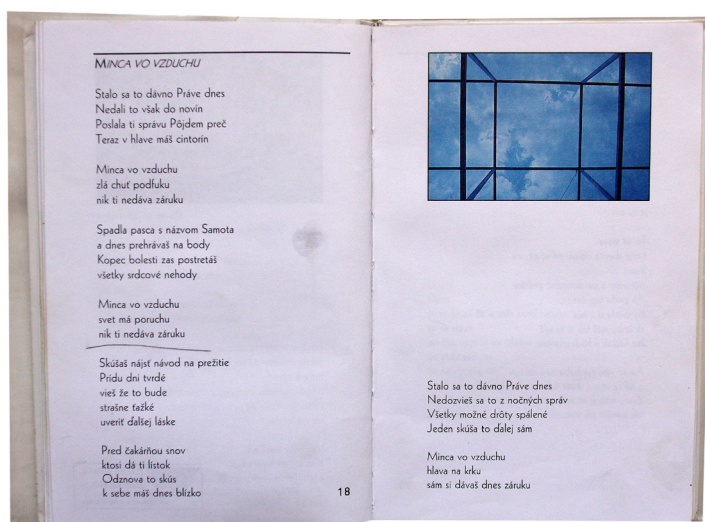 MINCA VO VZDUCHU
Stalo sa to dávno Práve dnes
Nedali to však do novín
Poslala ti správu Pôjdem preč
Teraz v hlave máš cintorín
Minca vo vzduchu
zlá chuť podfuku
nik ti nedáva záruku
Spadla pasca s názvom Samota
a dnes prehrávaš na body
Kopec bolesti zas postretáš
všetky srdcové nehody
Minca vo vzduchu
svet má poruchu
nik ti nedáva záruku
Skúšaš nájsť návod na prežitie
Prídu dni tvrdé
vieš že to bude
strašne ťažké
uveriť ďalšej láske
Pred čakárňou snov
ktosi dá ti lístok
Odznova to skús
k sebe máš dnes blízko
18
Stalo sa to dávno Práve dnes
Nedozvieš sa to z nočných správ
Všetky možné drôty spálené
Jeden skúša to ďalej sám
Minca vo vzduchu
hlava na krku
sám si dávaš dnes záruku